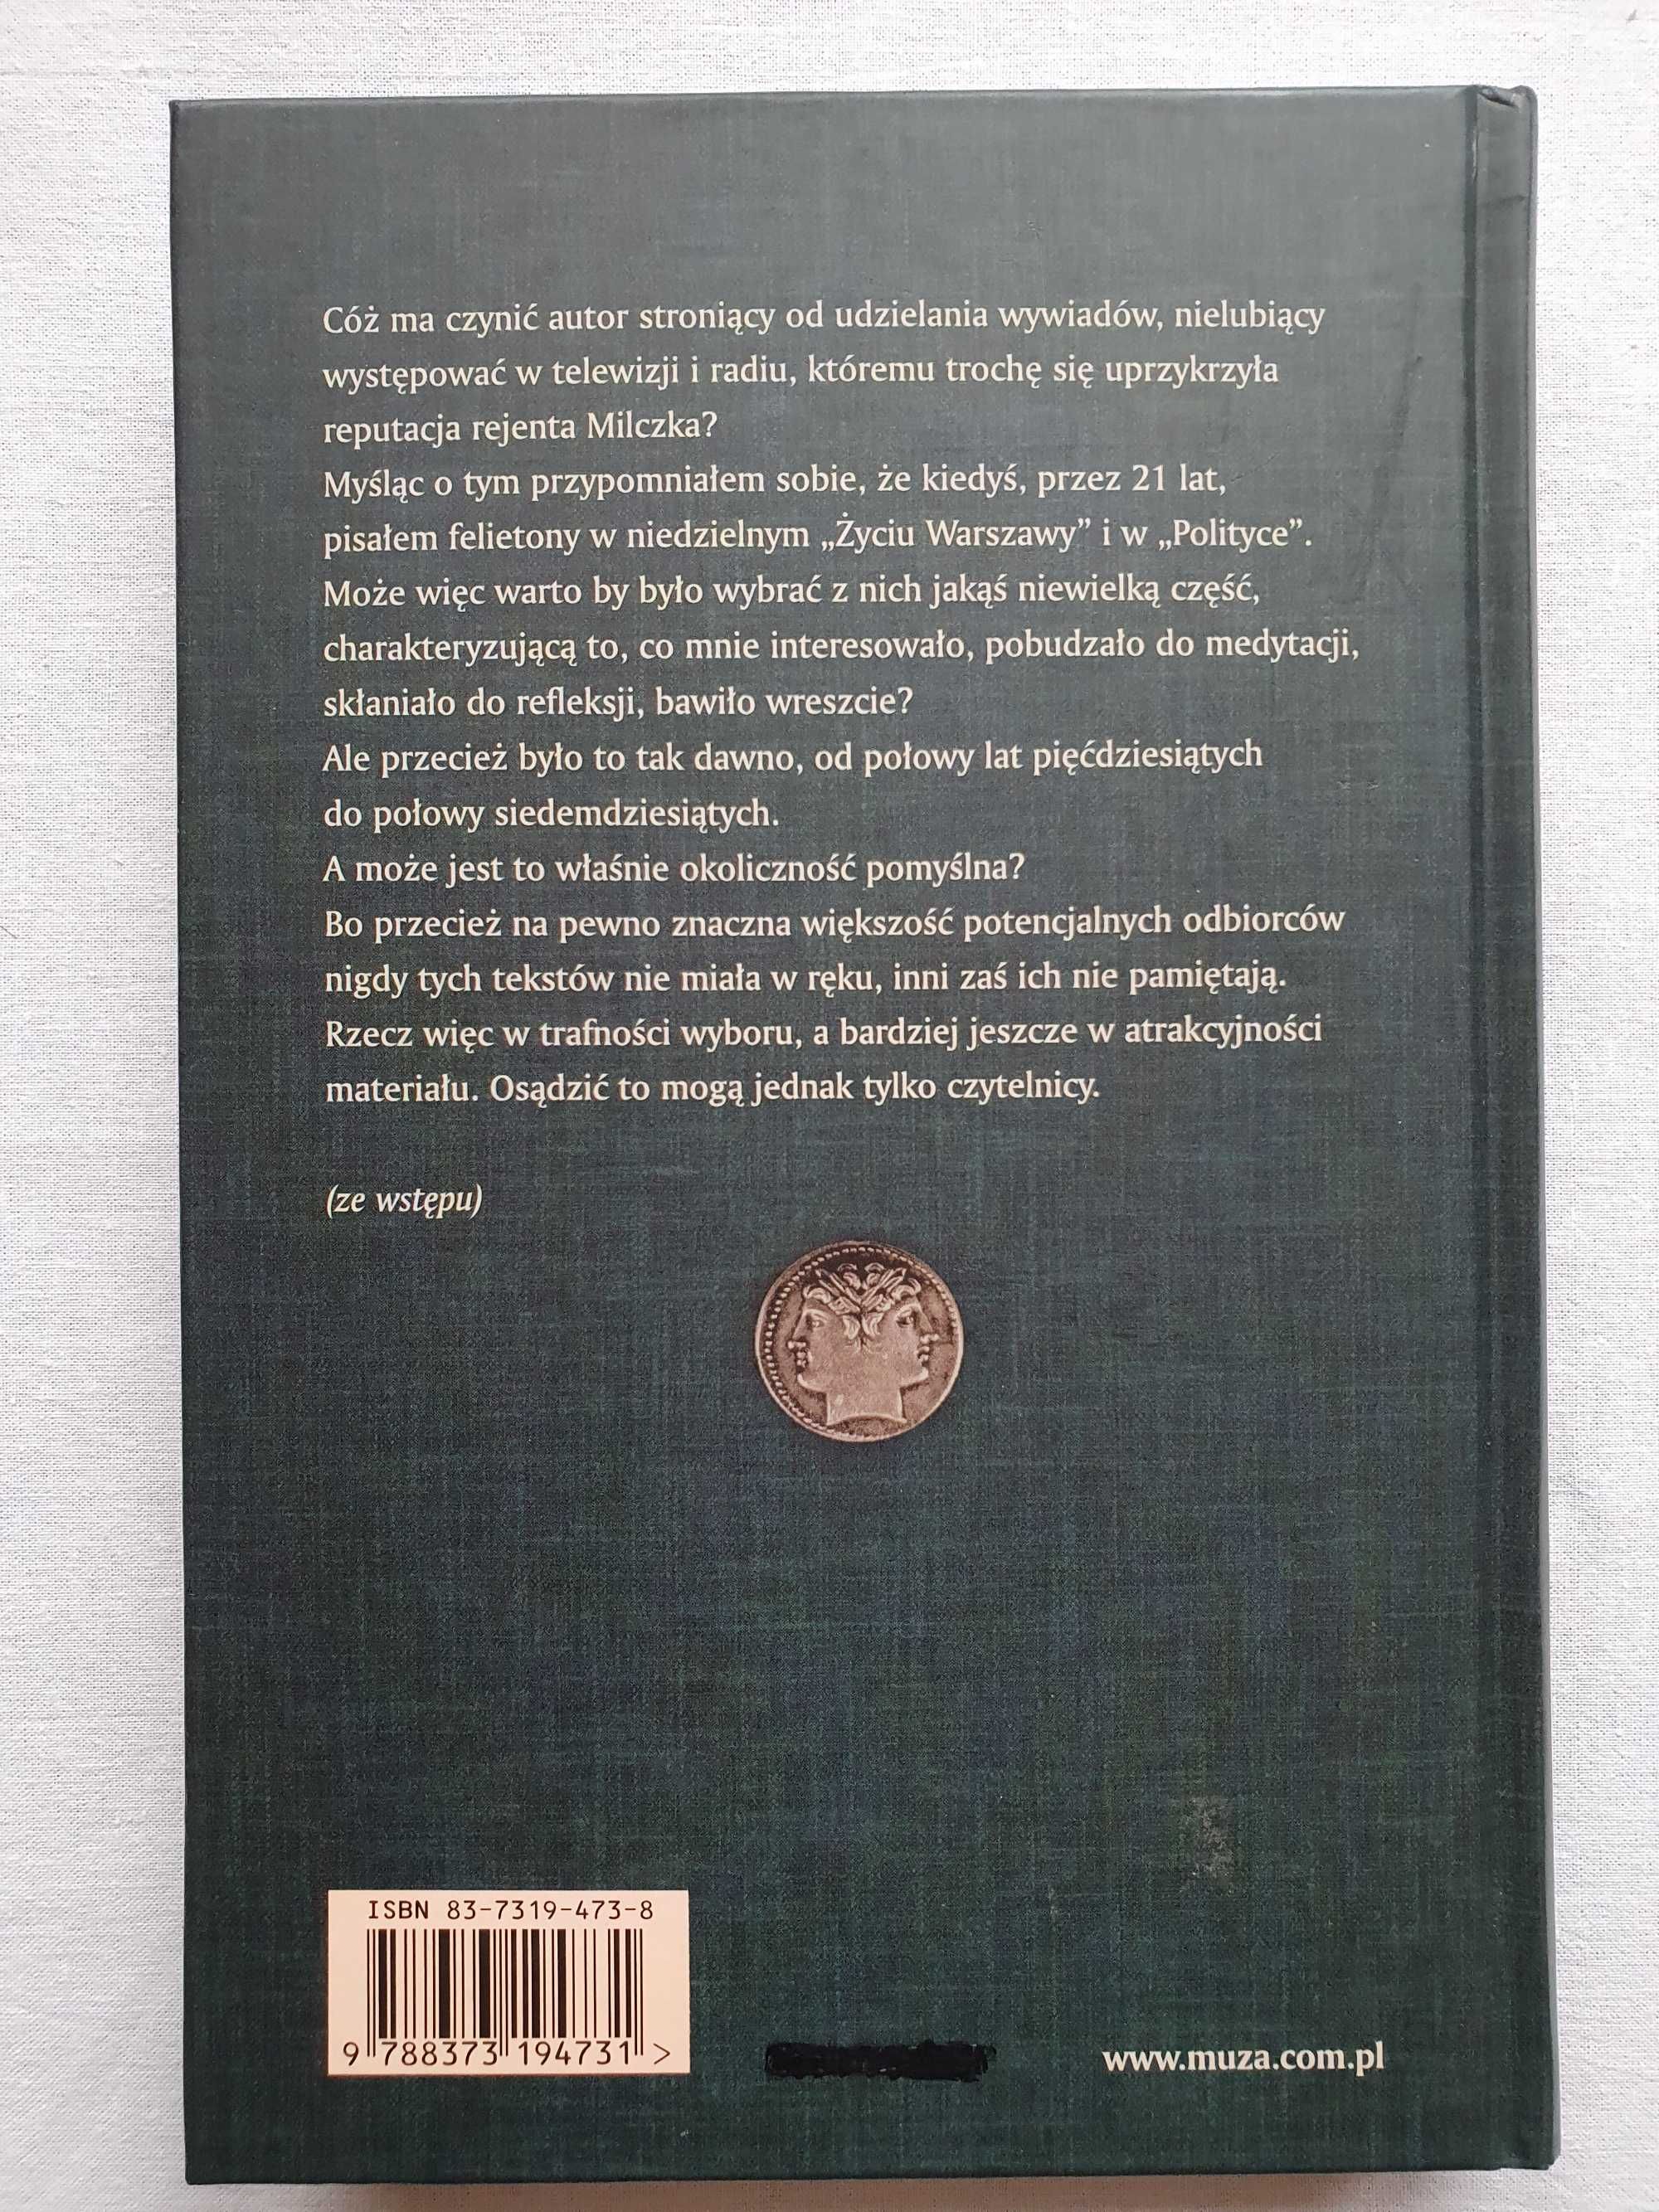 Cóż ma czynić autor stroniący od udzielania wywiadów, nielubiący
występować w telewizji i radiu, któremu trochę się uprzykrzyła
reputacja rejenta Milczka?
Myśląc o tym przypomniałem sobie, że kiedyś, przez 21 lat,
pisałem felietony w niedzielnym „Życiu Warszawy” i w „Polityce”.
Może więc warto by było wybrać z nich jakąś niewielką część,
charakteryzującą to, co mnie interesowało, pobudzało do medytacji,
skłaniało do refleksji, bawiło wreszcie?
Ale przecież było to tak dawno, od połowy lat pięćdziesiątych
do połowy siedemdziesiątych.
A może jest to właśnie okoliczność pomyślna?
Bo przecież na pewno znaczna większość potencjalnych odbiorców
nigdy tych tekstów nie miała w ręku, inni zaś ich nie pamiętają.
Rzecz więc w trafności wyboru, a bardziej jeszcze w atrakcyjności
materiału. Osądzić to mogą jednak tylko czytelnicy.
(ze wstępu)
ISBN 83-7319-473-8
9 788373 194731 >
www.muza.com.pl